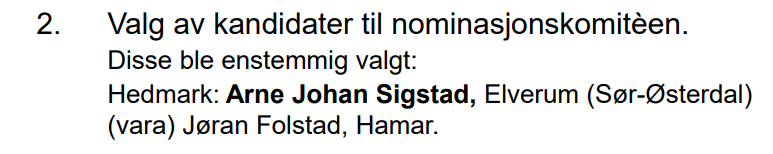 2. Valg av kandidater til nominasjonskomitèen.
Disse ble enstemmig valgt:
Hedmark: Arne Johan Sigstad, Elverum (Sør-Østerdal)
(vara) Jøran Folstad, Hamar.